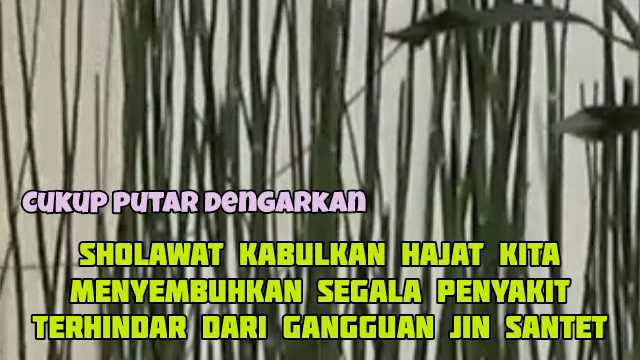 CUKUP PUTAR DENGARKAN
SHOLAWAT KABULKAN HAJAT KITA
MENYEMBUHKAN SEGALA PENYAKIT
TERHINDAR DARI GANGGUAN JIN SANTET